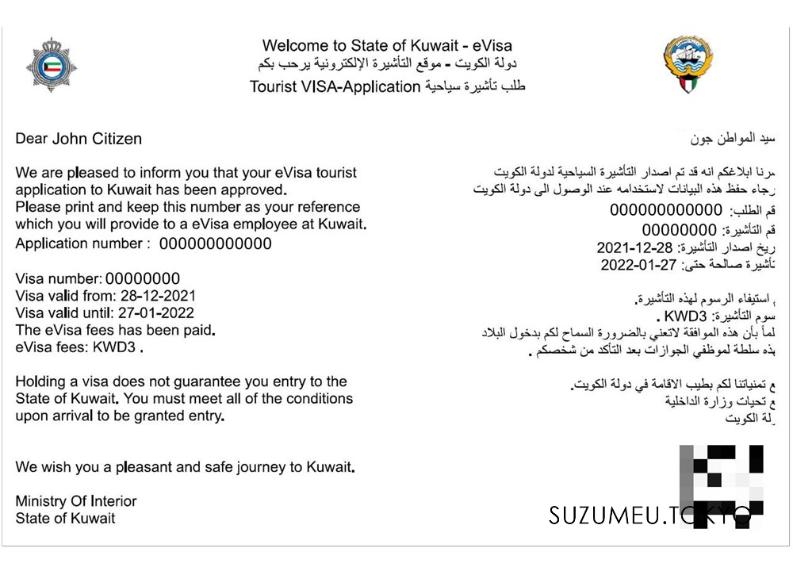 Welcome to State of Kuwait - eVisa
دولة الكويت - موقع التأشيرة الإلكترونية يرحب بكم
Tourist VISA-Application طلب تأشيرة سياحية
Dear John Citizen
We are pleased to inform you that your eVisa tourist
application to Kuwait has been approved.
Please print and keep this number as your reference
which you will provide to a eVisa employee at Kuwait.
Application number : 000000000000
Visa number: 00000000
Visa valid from: 28-12-2021
Visa valid until: 27-01-2022
The eVisa fees has been paid.
eVisa fees: KWD3 .
Holding a visa does not guarantee you entry to the
State of Kuwait. You must meet all of the conditions
upon arrival to be granted entry.
We wish you a pleasant and safe journey to Kuwait.
Ministry Of Interior
State of Kuwait
سيد المواطن جون
سرنا ابلاغكم انه قد تم اصدار التأشيرة السياحية لدولة الكويت
رجاء حفظ هذه البيانات لاستخدامه عند الوصول الى دولة الكويت
قم الطلب: 000000000000
قم التأشيرة: 00000000
ريخ اصدار التأشيرة: 28-12-2021
تأشيرة صالحة حتى: 27-01-2022
استيفاء الرسوم لهذه التأشيرة.
سوم التأشيرة: KWD3 .
لماً بأن هذه الموافقة لاتعني بالضرورة السماح لكم بدخول البلاد
سلطة لموظفي الجوازات بعد التأكد من شخصكم .
ع تمنياتنا لكم بطيب الاقامة في دولة الكويت.
ع تحيات وزارة الداخلية
لة الكويت
SUZUMEU.TOKYO